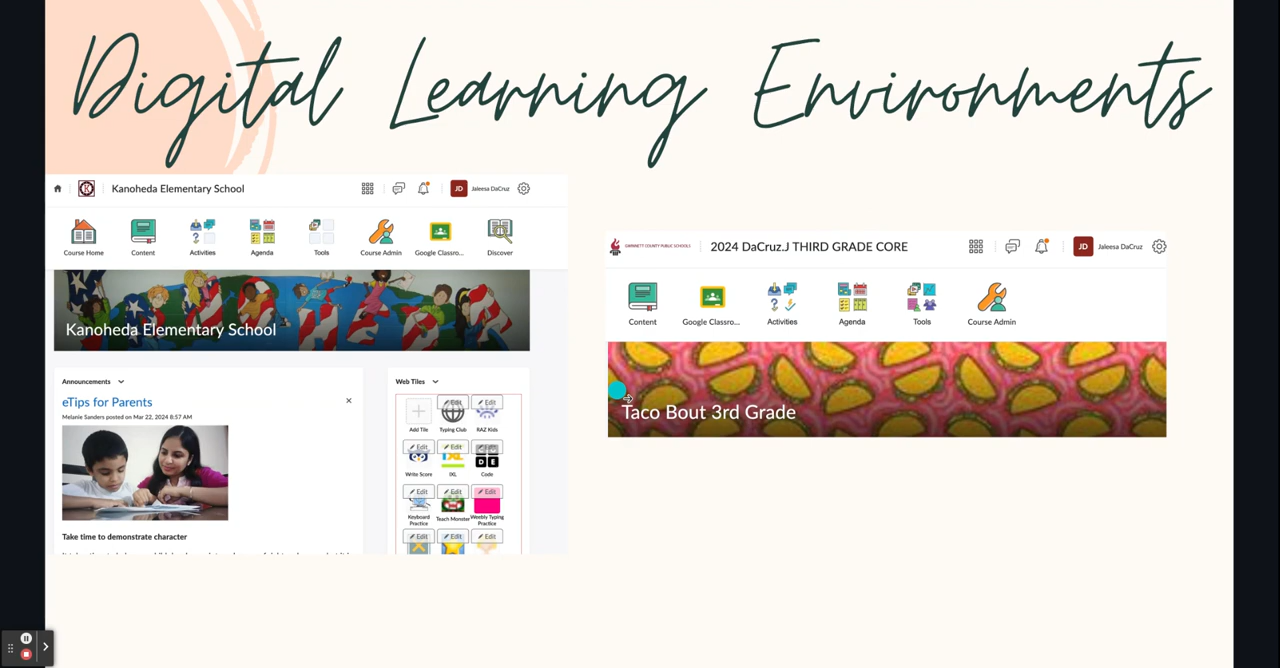 Digital Learning Environments
Kanoheda Elementary School
JD
Jaleesa DaCruz
Course Home
Content
Activities
Agenda
Tools
Course Admin
Google Classro...
Discover
Kanoheda Elementary School
Announcements
eTips for Parents
Melanie Sanders posted on Mar 22, 2024 8:57 AM
Take time to demonstrate character
Web Tiles
Edit
Edit
Add Tile
Typing Club
RAZ Kids
Edit
Edit
Edit
Write Score
IXL
Code
Edit
Edit
Edit
Keyboard
Practice
Teach Monster
Weebly Typing
Practice
Edit
Edit
Edit
GWINNETT COUNTY PUBLIC SCHOOLS
2024 DaCruz.J THIRD GRADE CORE
JD
Jaleesa DaCruz
Content
Google Classro...
Activities
Agenda
Tools
Course Admin
Taco Bout 3rd Grade